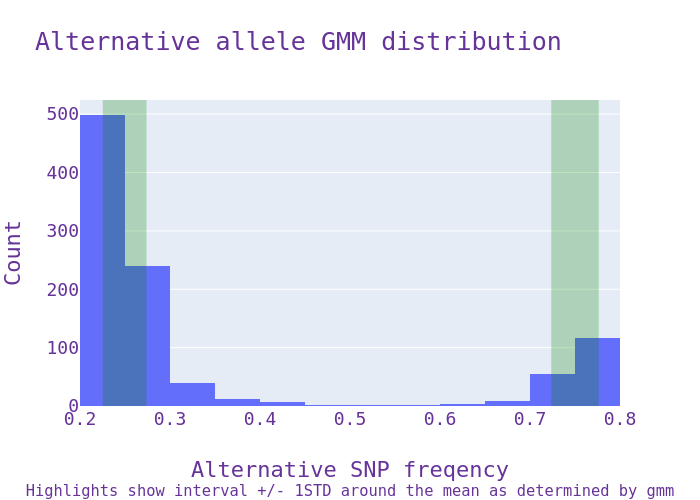 Alternative allele GMM distribution
500
400
300
200
100
0
Count
0.2 0.3 0.4 0.5 0.6 0.7 0.8
Alternative SNP freqency
Highlights show interval +/- 1STD around the mean as determined by gmm